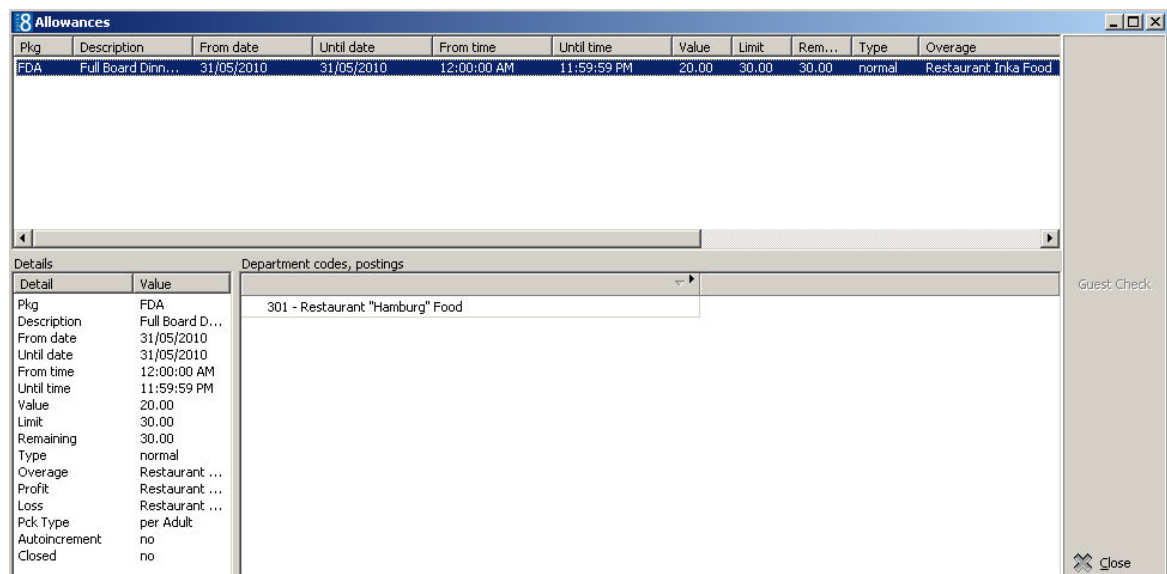 8 Allowances
Pkg Description From date Until date From time Until time Value Limit Rem... Type Overage
FDA Full Board Dinn... 31/05/2010 31/05/2010 12:00:00 AM 11:59:59 PM 20.00 30.00 30.00 normal Restaurant Inka Food
Details Department codes, postings
Detail Value
Guest Check
Pkg FDA
301 - Restaurant "Hamburg" Food
Description Full Board D...
From date 31/05/2010
Until date 31/05/2010
From time 12:00:00 AM
Until time 11:59:59 PM
Value 20.00
Limit 30.00
Remaining 30.00
Type normal
Overage Restaurant ...
Profit Restaurant ...
Loss Restaurant ...
Pck Type per Adult
Autoincrement no
Closed no
Close